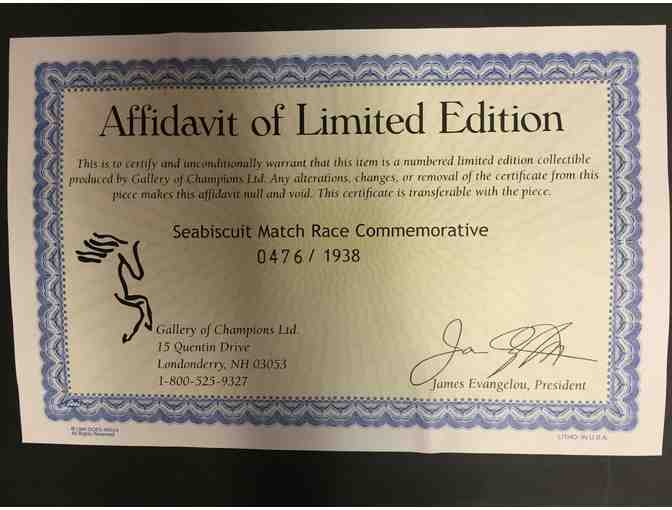 Affidavit of Limited Edition
This is to certify and unconditionally warrant that this item is a numbered limited edition collectible
produced by Gallery of Champions Ltd. Any alterations, changes, or removal of the certificate from this
piece makes this affidavit null and void. This certificate is transferable with the piece.
Seabiscuit Match Race Commemorative
0476 / 1938
Gallery of Champions Ltd.
15 Quentin Drive
Londonderry, NH 03053
1-800-525-9327
James Evangelou, President
All Rights Reserved
LITHO. IN U.S.A.